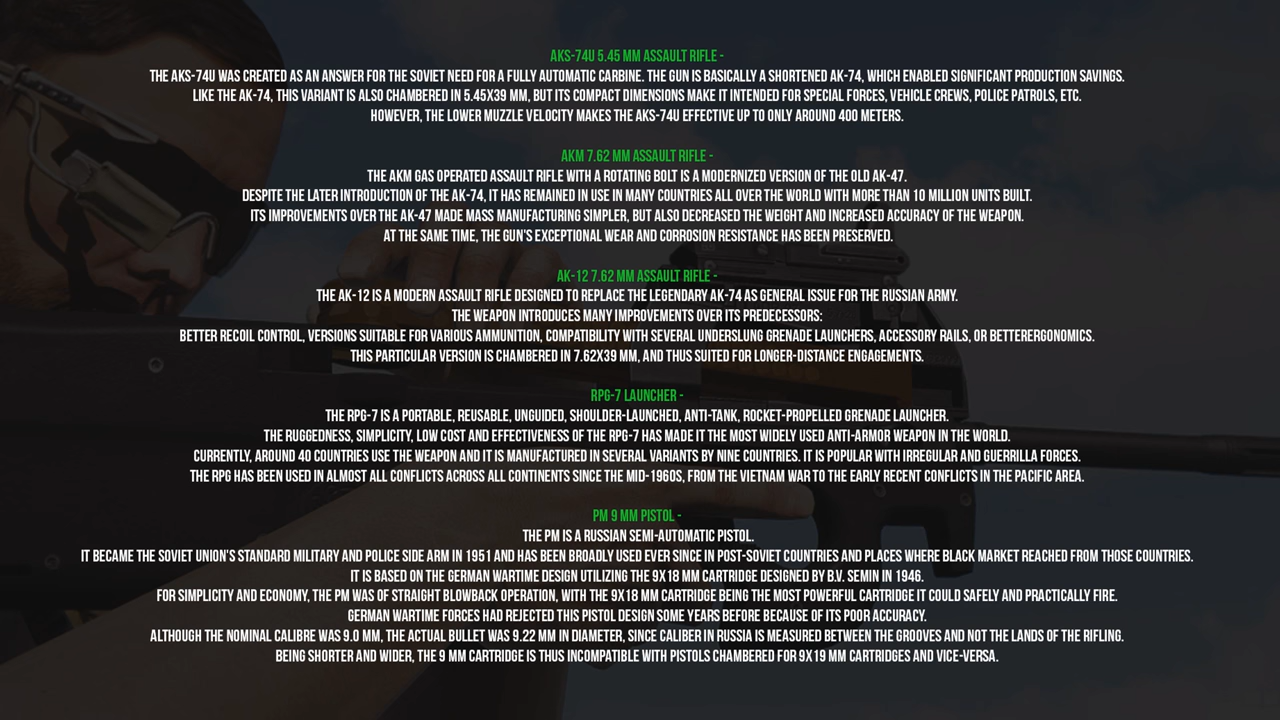 AKS-74U 5.45 MM ASSAULT RIFLE -
THE AKS-74U WAS CREATED AS AN ANSWER FOR THE SOVIET NEED FOR A FULLY AUTOMATIC CARBINE. THE GUN IS BASICALLY A SHORTENED AK-74, WHICH ENABLED SIGNIFICANT PRODUCTION SAVINGS.
LIKE THE AK-74, THIS VARIANT IS ALSO CHAMBERED IN 5.45X39 MM, BUT ITS COMPACT DIMENSIONS MAKE IT INTENDED FOR SPECIAL FORCES, VEHICLE CREWS, POLICE PATROLS, ETC.
HOWEVER, THE LOWER MUZZLE VELOCITY MAKES THE AKS-74U EFFECTIVE UP TO ONLY AROUND 400 METERS.
AKM 7.62 MM ASSAULT RIFLE -
THE AKM GAS OPERATED ASSAULT RIFLE WITH A ROTATING BOLT IS A MODERNIZED VERSION OF THE OLD AK-47.
DESPITE THE LATER INTRODUCTION OF THE AK-74, IT HAS REMAINED IN USE IN MANY COUNTRIES ALL OVER THE WORLD WITH MORE THAN 10 MILLION UNITS BUILT.
ITS IMPROVEMENTS OVER THE AK-47 MADE MASS MANUFACTURING SIMPLER, BUT ALSO DECREASED THE WEIGHT AND INCREASED ACCURACY OF THE WEAPON.
AT THE SAME TIME, THE GUN'S EXCEPTIONAL WEAR AND CORROSION RESISTANCE HAS BEEN PRESERVED.
AK-12 7.62 MM ASSAULT RIFLE -
THE AK-12 IS A MODERN ASSAULT RIFLE DESIGNED TO REPLACE THE LEGENDARY AK-74 AS GENERAL ISSUE FOR THE RUSSIAN ARMY.
THE WEAPON INTRODUCES MANY IMPROVEMENTS OVER ITS PREDECESSORS:
BETTER RECOIL CONTROL, VERSIONS SUITABLE FOR VARIOUS AMMUNITION, COMPATIBILITY WITH SEVERAL UNDERSLUNG GRENADE LAUNCHERS, ACCESSORY RAILS, OR BETTERERGONOMICS.
THIS PARTICULAR VERSION IS CHAMBERED IN 7.62X39 MM, AND THUS SUITED FOR LONGER-DISTANCE ENGAGEMENTS.
RPG-7 LAUNCHER -
THE RPG-7 IS A PORTABLE, REUSABLE, UNGUIDED, SHOULDER-LAUNCHED, ANTI-TANK, ROCKET-PROPELLED GRENADE LAUNCHER.
THE RUGGEDNESS, SIMPLICITY, LOW COST AND EFFECTIVENESS OF THE RPG-7 HAS MADE IT THE MOST WIDELY USED ANTI-ARMOR WEAPON IN THE WORLD.
CURRENTLY, AROUND 40 COUNTRIES USE THE WEAPON AND IT IS MANUFACTURED IN SEVERAL VARIANTS BY NINE COUNTRIES. IT IS POPULAR WITH IRREGULAR AND GUERRILLA FORCES.
THE RPG HAS BEEN USED IN ALMOST ALL CONFLICTS ACROSS ALL CONTINENTS SINCE THE MID-1960S, FROM THE VIETNAM WAR TO THE EARLY RECENT CONFLICTS IN THE PACIFIC AREA.
PM 9 MM PISTOL -
THE PM IS A RUSSIAN SEMI-AUTOMATIC PISTOL.
IT BECAME THE SOVIET UNION'S STANDARD MILITARY AND POLICE SIDE ARM IN 1951 AND HAS BEEN BROADLY USED EVER SINCE IN POST-SOVIET COUNTRIES AND PLACES WHERE BLACK MARKET REACHED FROM THOSE COUNTRIES.
IT IS BASED ON THE GERMAN WARTIME DESIGN UTILIZING THE 9X18 MM CARTRIDGE DESIGNED BY B.V. SEMIN IN 1946.
FOR SIMPLICITY AND ECONOMY, THE PM WAS OF STRAIGHT BLOWBACK OPERATION, WITH THE 9X18 MM CARTRIDGE BEING THE MOST POWERFUL CARTRIDGE IT COULD SAFELY AND PRACTICALLY FIRE.
GERMAN WARTIME FORCES HAD REJECTED THIS PISTOL DESIGN SOME YEARS BEFORE BECAUSE OF ITS POOR ACCURACY.
ALTHOUGH THE NOMINAL CALIBRE WAS 9.0 MM, THE ACTUAL BULLET WAS 9.22 MM IN DIAMETER, SINCE CALIBER IN RUSSIA IS MEASURED BETWEEN THE GROOVES AND NOT THE LANDS OF THE RIFLING.
BEING SHORTER AND WIDER, THE 9 MM CARTRIDGE IS THUS INCOMPATIBLE WITH PISTOLS CHAMBERED FOR 9X19 MM CARTRIDGES AND VICE-VERSA.